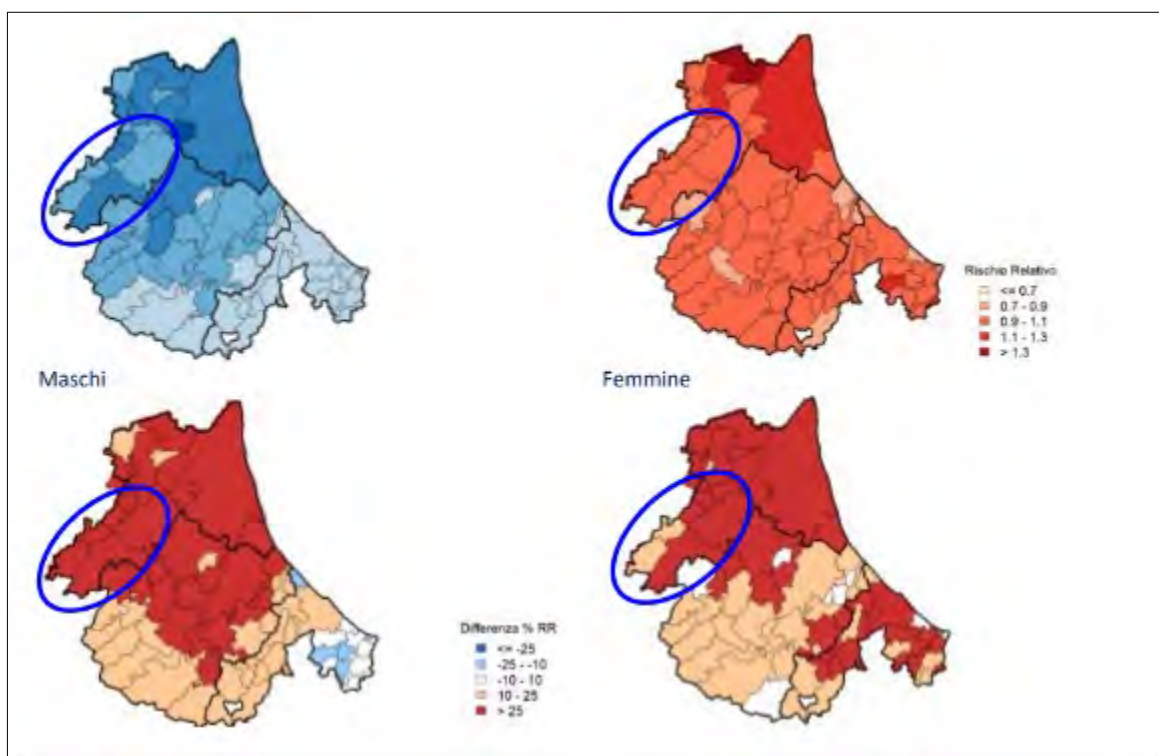 Rischio Relativo
<= 0.7
0.7 - 0.9
0.9 - 1.1
1.1 - 1.3
> 1.3
Maschi
Femmine
Differenza % RR
<= -25
-25 - -10
-10 - 10
10 - 25
> 25